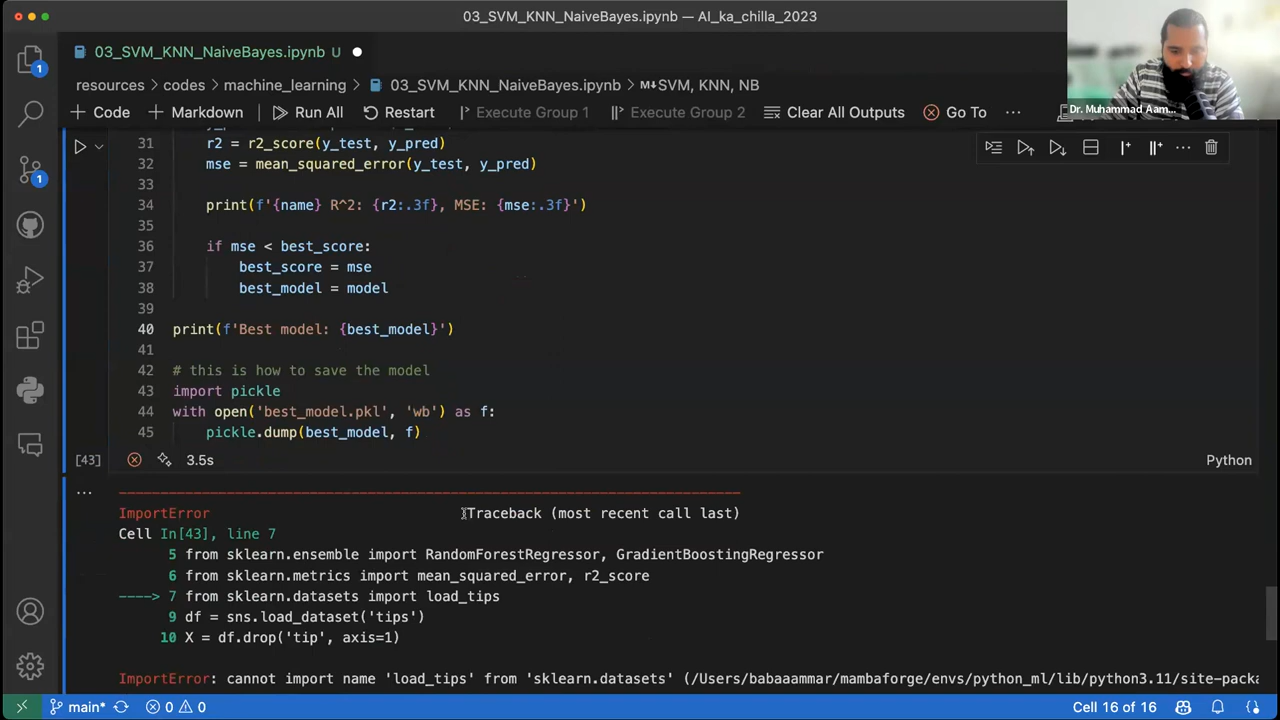 03_SVM_KNN_NaiveBayes.ipynb — AI_ka_chilla_2023
03_SVM_KNN_NaiveBayes.ipynb U
resources > codes > machine_learning > 03_SVM_KNN_NaiveBayes.ipynb > M↓SVM, KNN, NB
+ Code + Markdown Run All Restart Execute Group 1 Execute Group 2 Clear All Outputs Go To ...
Dr. Muhammad Aam...
31 r2 = r2_score(y_test, y_pred)
32 mse = mean_squared_error(y_test, y_pred)
33
34 print(f'{name} R^2: {r2:.3f}, MSE: {mse:.3f}')
35
36 if mse < best_score:
37 best_score = mse
38 best_model = model
39
40 print(f'Best model: {best_model}')
41
42 # this is how to save the model
43 import pickle
44 with open('best_model.pkl', 'wb') as f:
45 pickle.dump(best_model, f)
[43] 3.5s Python
...
ImportError Traceback (most recent call last)
Cell In[43], line 7
5 from sklearn.ensemble import RandomForestRegressor, GradientBoostingRegressor
6 from sklearn.metrics import mean_squared_error, r2_score
----> 7 from sklearn.datasets import load_tips
9 df = sns.load_dataset('tips')
10 X = df.drop('tip', axis=1)
ImportError: cannot import name 'load_tips' from 'sklearn.datasets' (/Users/babaaammar/mambaforge/envs/python_ml/lib/python3.11/site-packa
main* 0 0 Cell 16 of 16